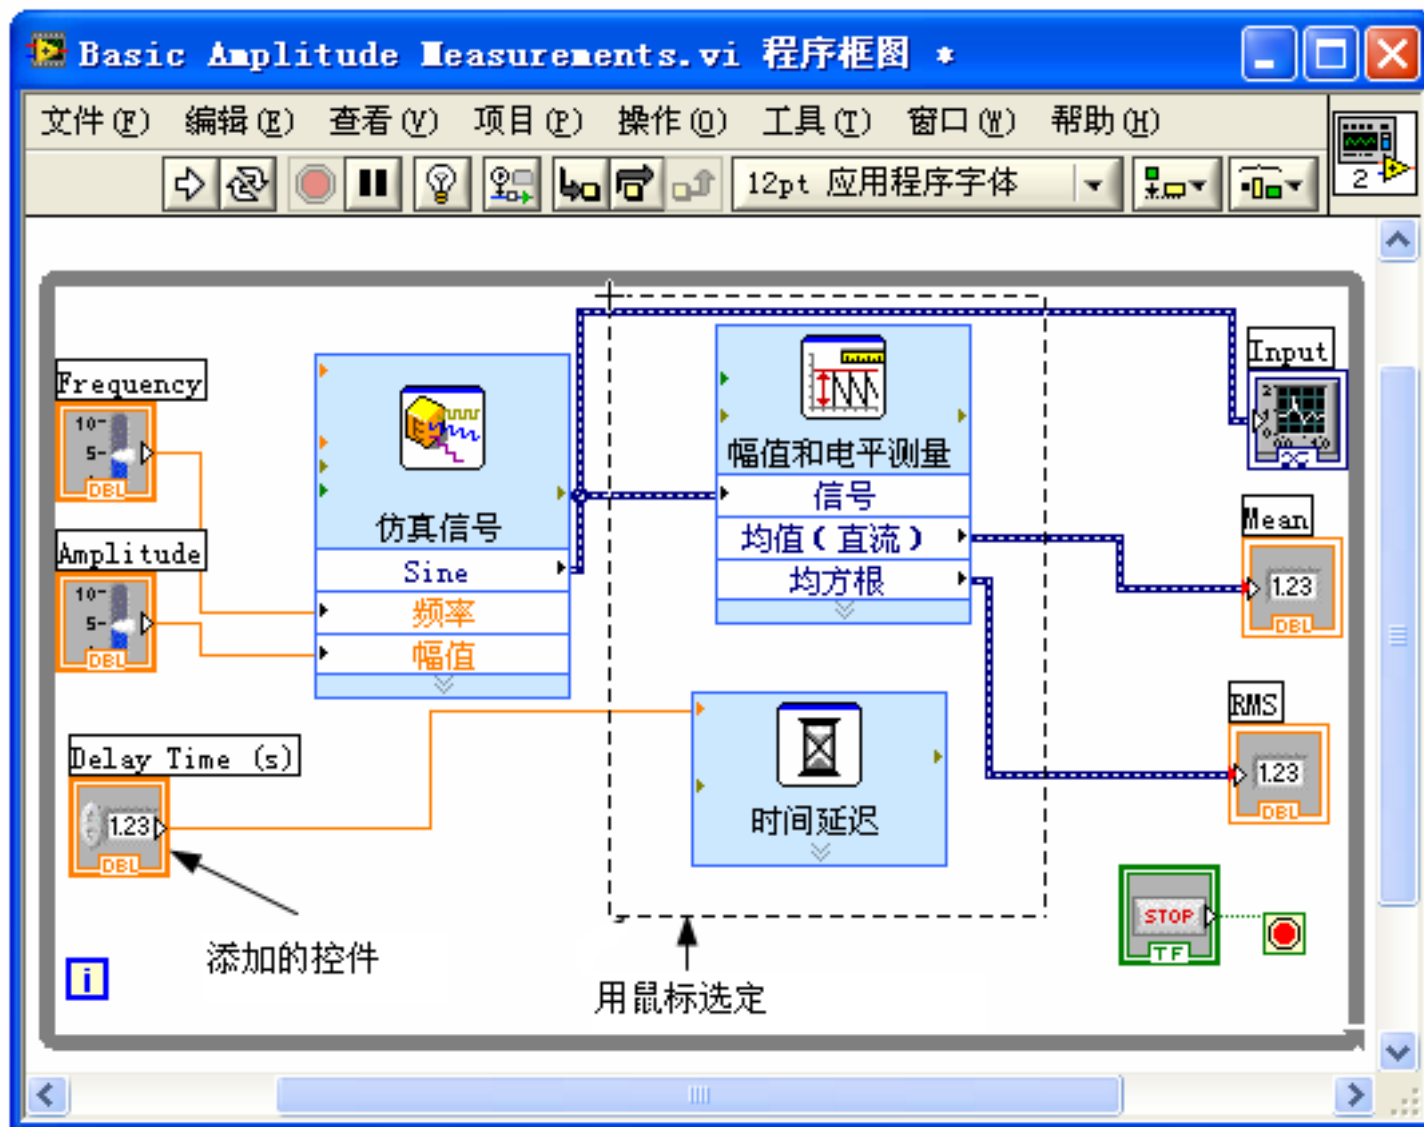 Basic Amplitude Measurements.vi 程序框图 *
文件(F) 编辑(E) 查看(V) 项目(P) 操作(O) 工具(T) 窗口(W) 帮助(H)
12pt 应用程序字体
2
Frequency
10
5
DBL
Amplitude
10
5
DBL
仿真信号
Sine
频率
幅值
幅值和电平测量
信号
均值(直流)
均方根
Input
Mean
1.23
DBL
RMS
1.23
DBL
Delay Time (s)
1.23
DBL
时间延迟
STOP
TF
添加的控件
i
用鼠标选定